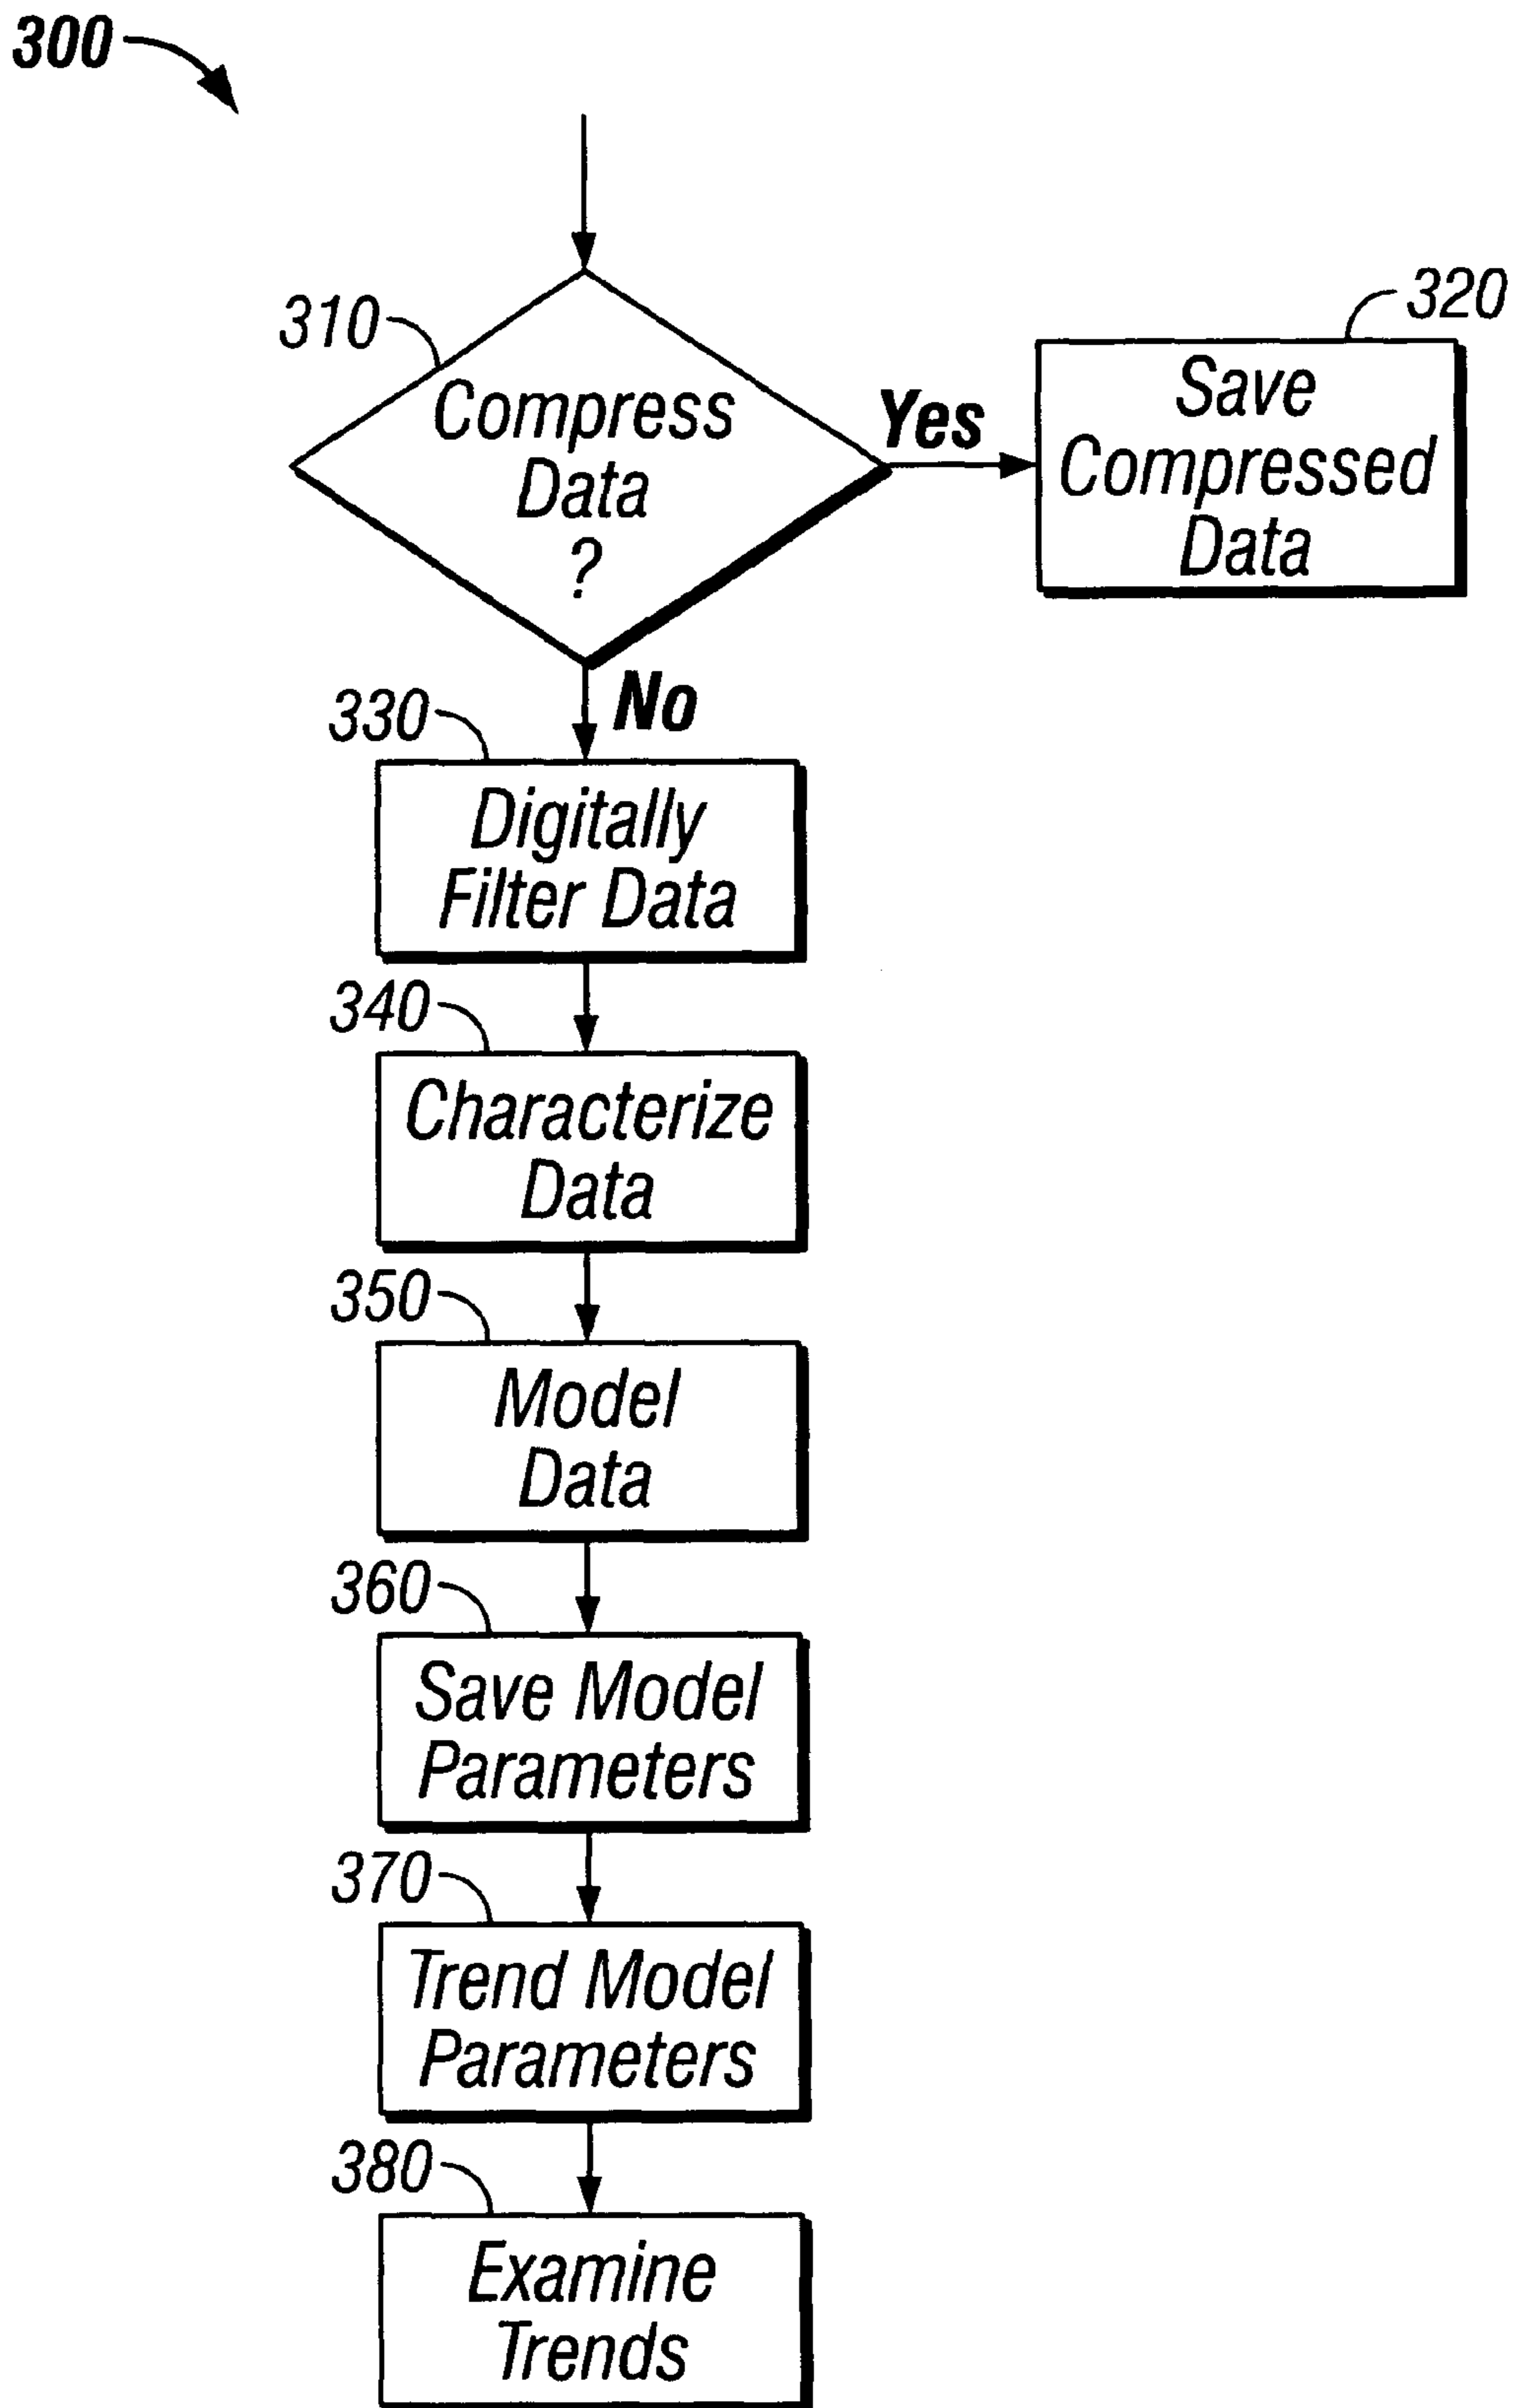 300
310
Compress
Data
?
Yes
320
Save
Compressed
Data
No
330
Digitally
Filter Data
340
Characterize
Data
350
Model
Data
360
Save Model
Parameters
370
Trend Model
Parameters
380
Examine
Trends